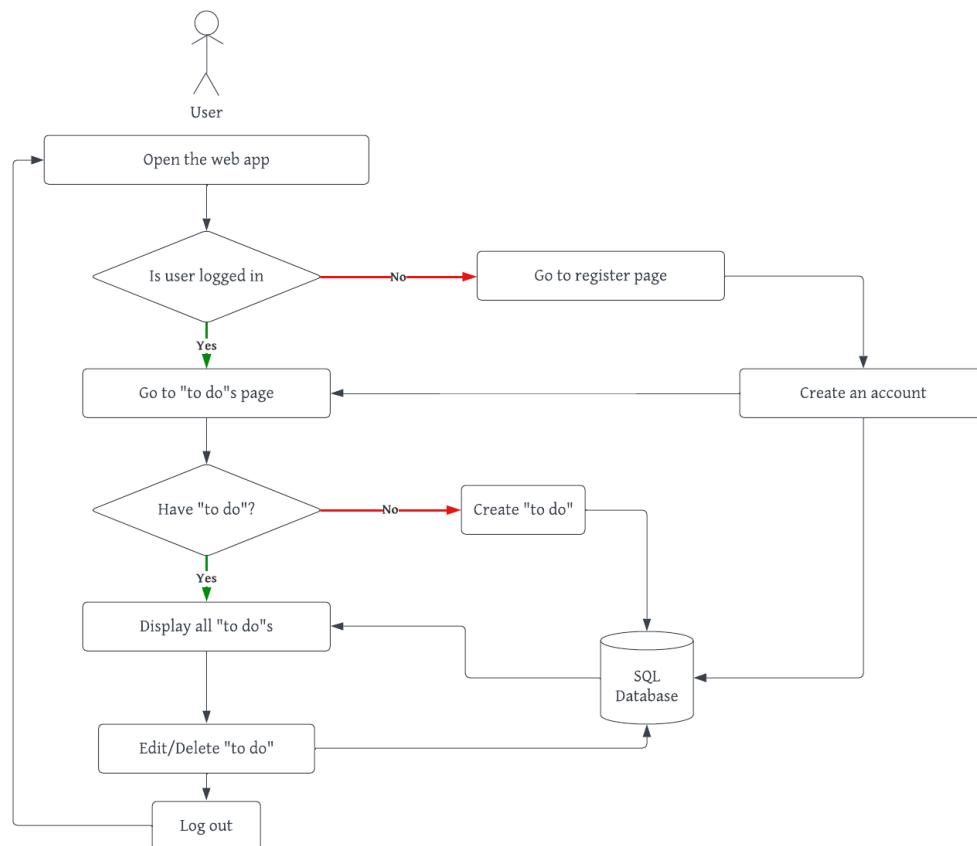 User
Open the web app
Is user logged in
No
Go to register page
Yes
Go to "to do"s page
Create an account
Have "to do"?
No
Create "to do"
Yes
Display all "to do"s
SQL
Database
Edit/Delete "to do"
Log out